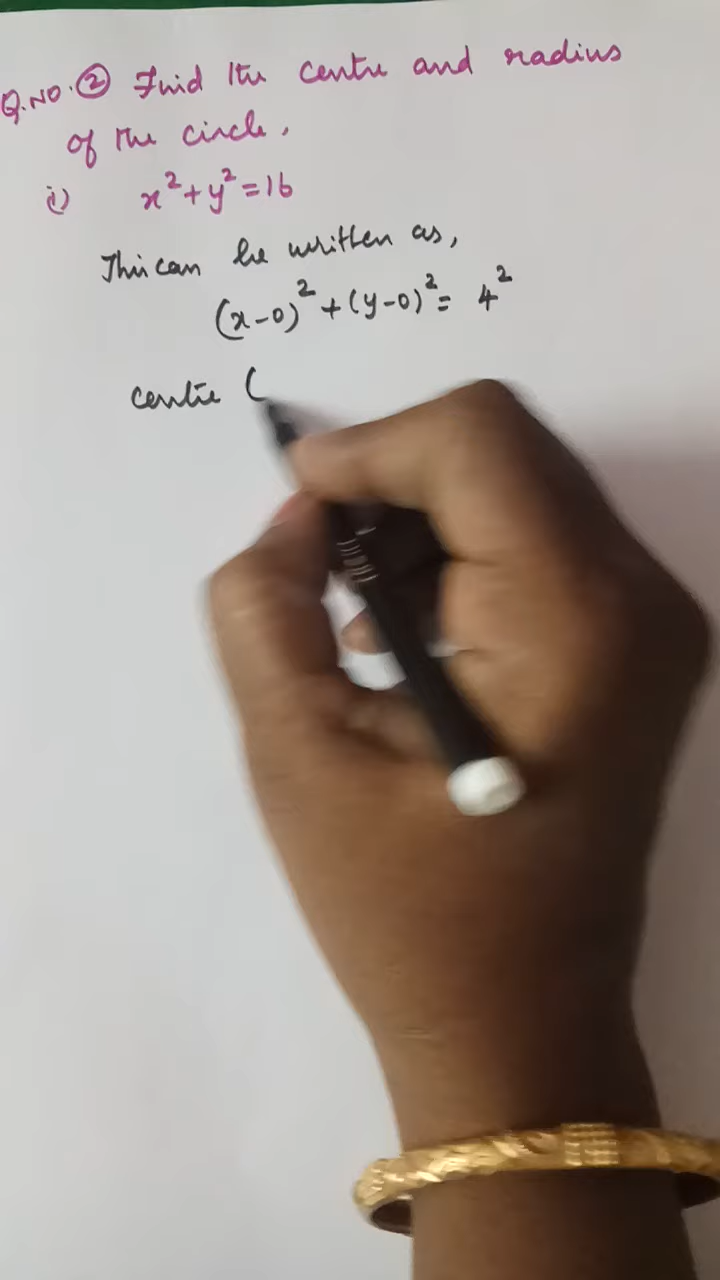 Q.NO. ② Find the centre and radius
of the circle,
i) x² + y² = 16
This can be written as,
(x-0)² + (y-0)² = 4²
centre (